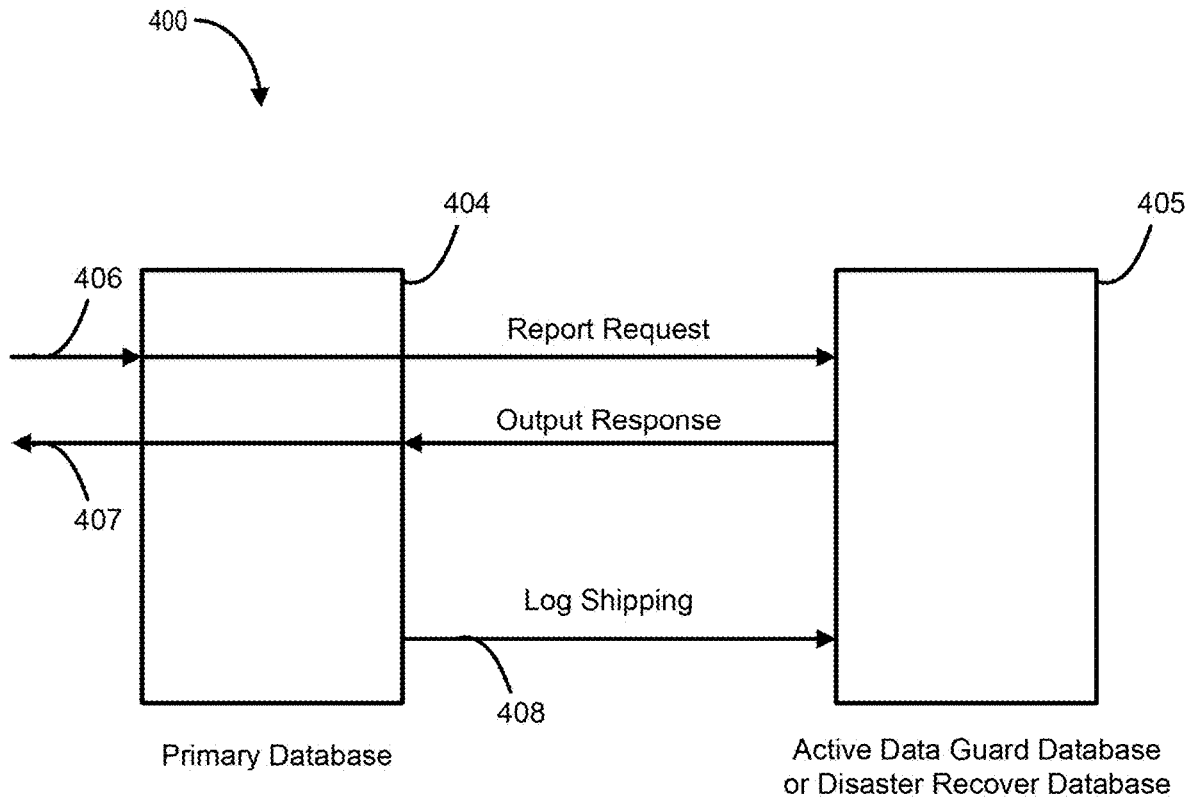 400
404
405
406
Report Request
Output Response
407
Log Shipping
408
Primary Database
Active Data Guard Database
or Disaster Recover Database